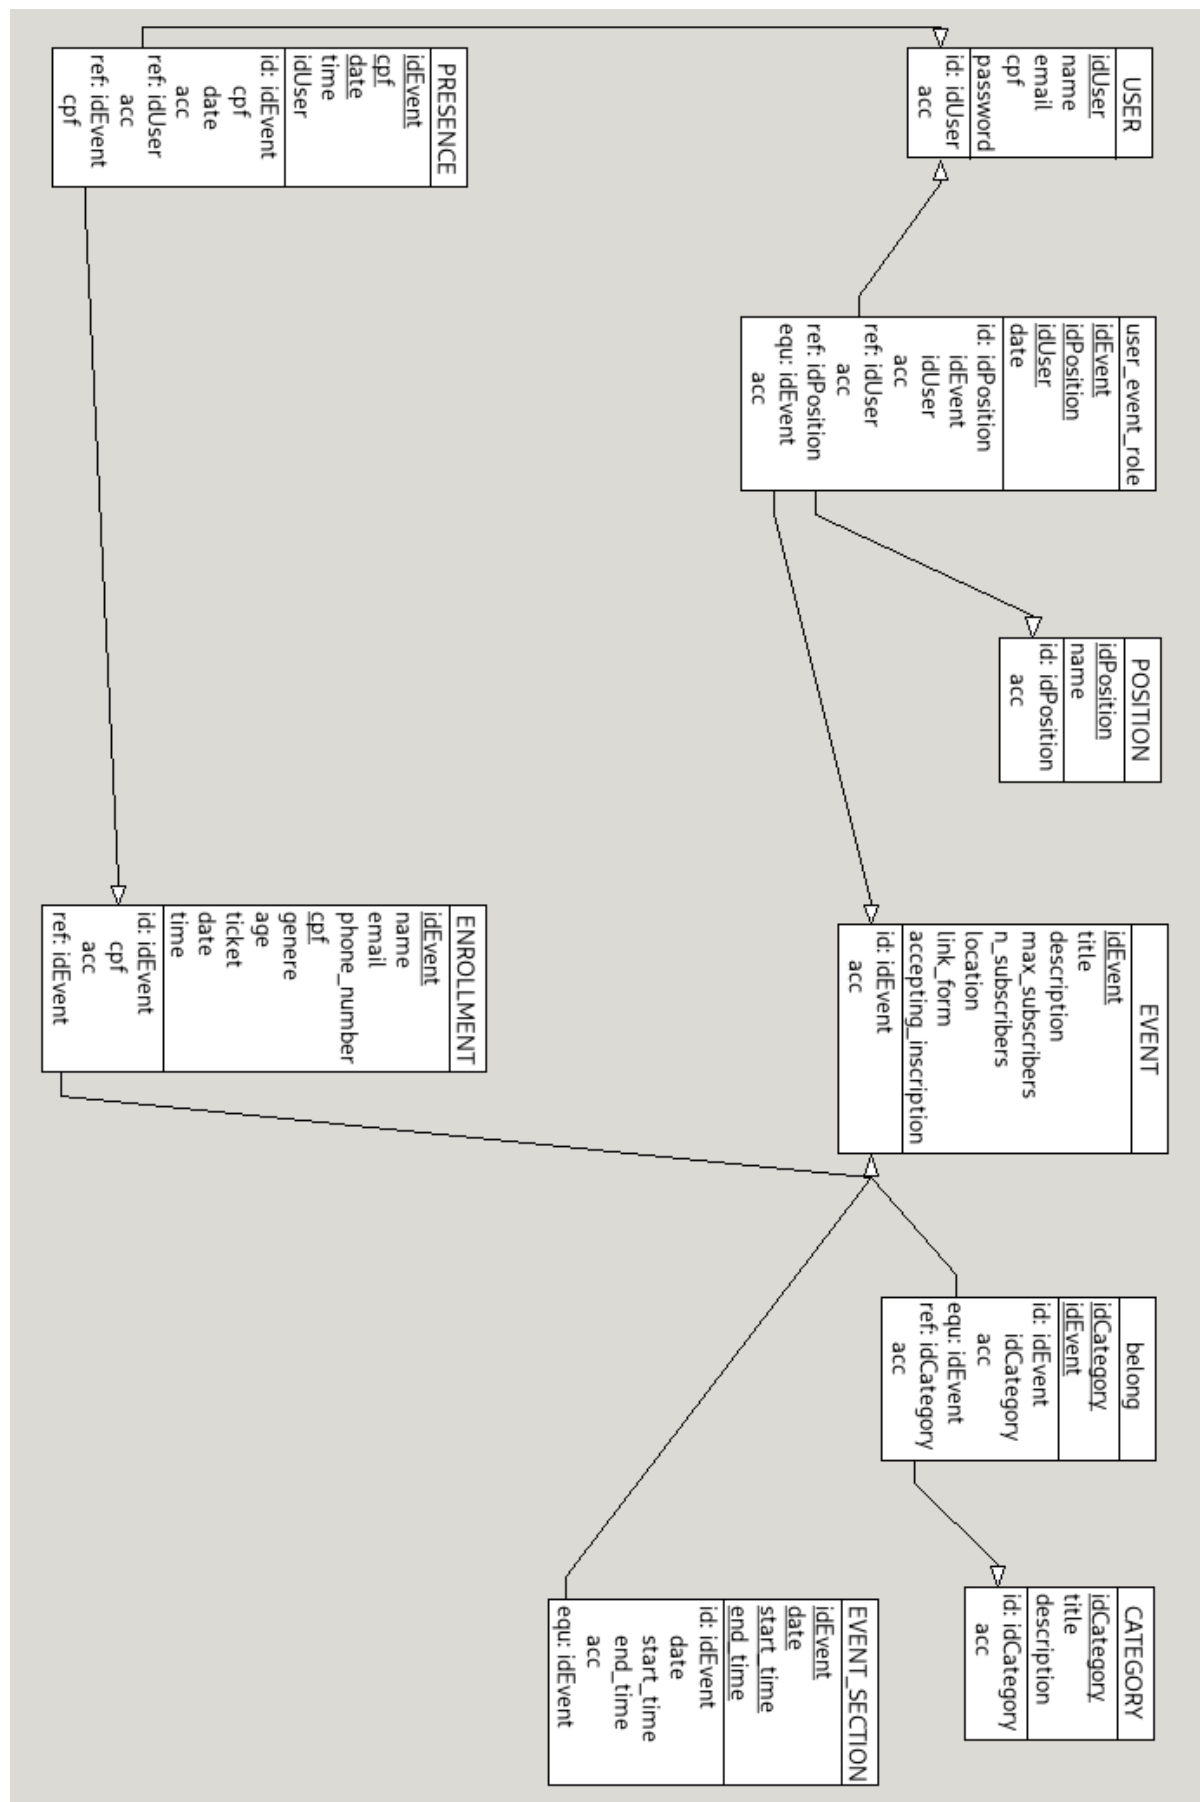 USER
idUser
name
email
cpf
password
id: idUser
acc
user_event_role
idEvent
idPosition
idUser
date
id: idPosition
idEvent
idUser
acc
ref: idUser
acc
ref: idPosition
equ: idEvent
acc
POSITION
idPosition
name
id: idPosition
acc
EVENT
idEvent
title
description
max_subscribers
n_subscribers
location
link_form
accepting_inscription
id: idEvent
acc
belong
idCategory
idEvent
id: idEvent
idCategory
acc
equ: idEvent
ref: idCategory
acc
CATEGORY
idCategory
title
description
id: idCategory
acc
EVENT_SECTION
idEvent
date
start_time
end_time
id: idEvent
date
start_time
end_time
acc
equ: idEvent
PRESENCE
idEvent
cpf
date
time
idUser
id: idEvent
cpf
date
acc
ref: idUser
acc
ref: idEvent
cpf
ENROLLMENT
idEvent
name
email
phone_number
cpf
genere
age
ticket
date
time
id: idEvent
cpf
acc
ref: idEvent